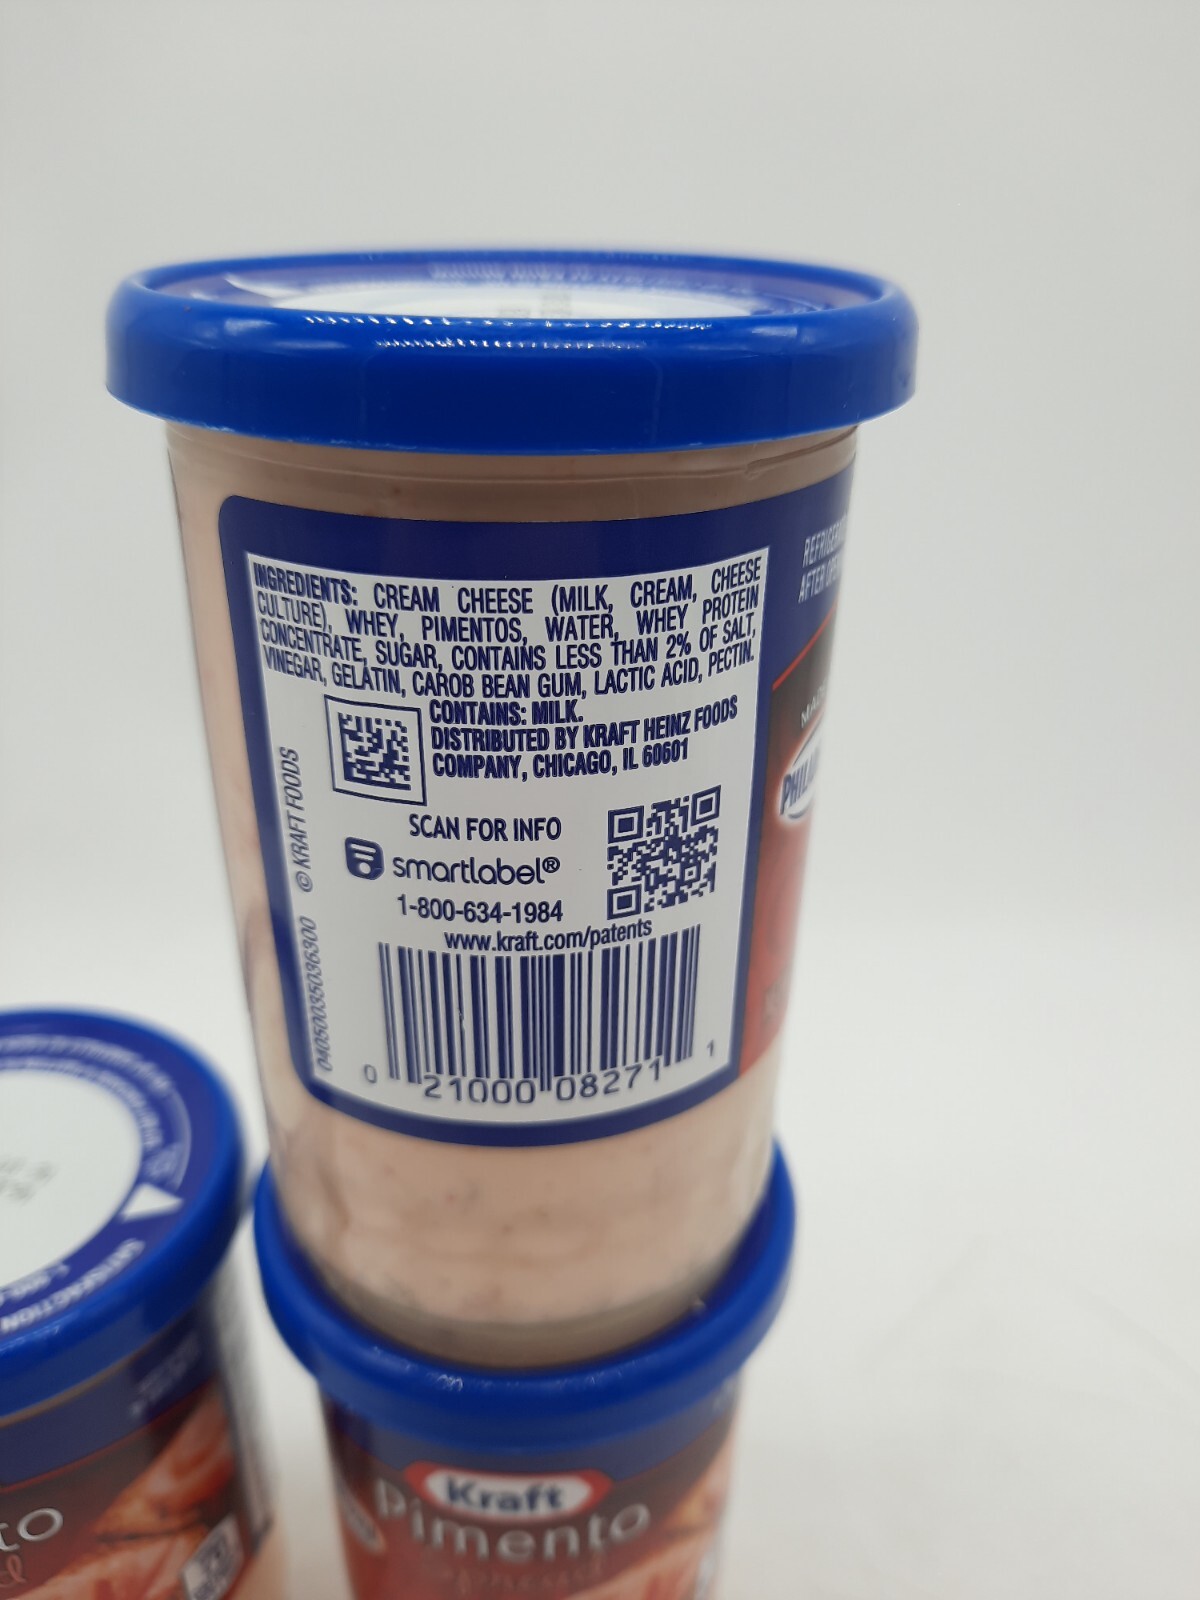 INGREDIENTS: CREAM CHEESE (MILK, CREAM, CHEESE
CULTURE), WHEY, PIMENTOS, WATER, WHEY PROTEIN
CONCENTRATE, SUGAR, CONTAINS LESS THAN 2% OF SALT,
VINEGAR, GELATIN, CAROB BEAN GUM, LACTIC ACID, PECTIN.
CONTAINS: MILK.
DISTRIBUTED BY KRAFT HEINZ FOODS
COMPANY, CHICAGO, IL 60601
SCAN FOR INFO
smartlabel®
1-800-634-1984
www.kraft.com/patents
0 21000 08271 1
© KRAFT FOODS
AFTER
SATISFACTION
Kraft
Pimento